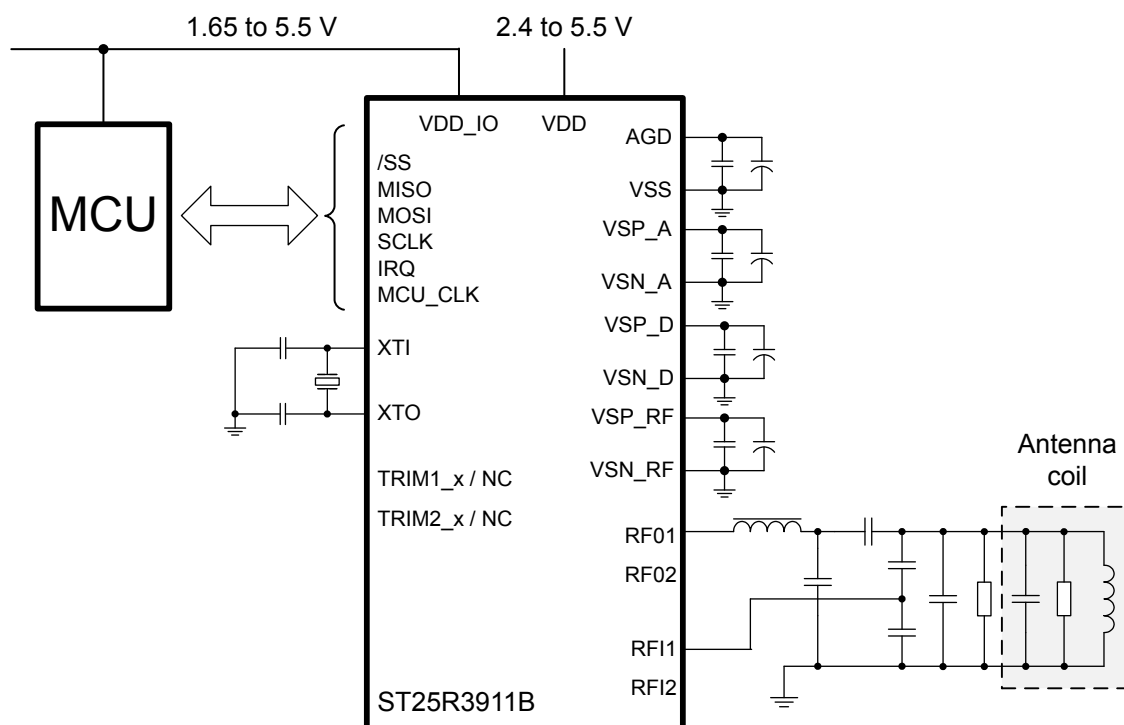 1.65 to 5.5 V
2.4 to 5.5 V
MCU
VDD_IO
VDD
/SS
MISO
MOSI
SCLK
IRQ
MCU_CLK
XTI
XTO
TRIM1_x / NC
TRIM2_x / NC
ST25R3911B
AGD
VSS
VSP_A
VSN_A
VSP_D
VSN_D
VSP_RF
VSN_RF
RF01
RF02
RFI1
RFI2
Antenna
coil